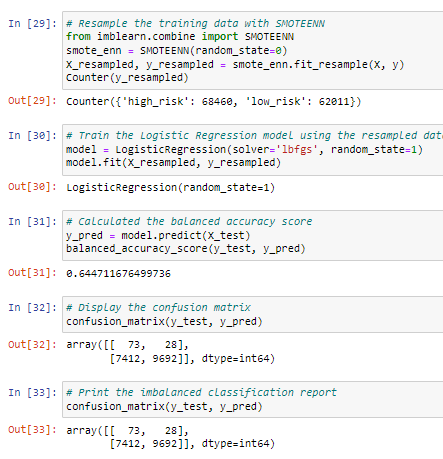 In [29]: # Resample the training data with SMOTEENN
from imblearn.combine import SMOTEENN
smote_enn = SMOTEENN(random_state=0)
X_resampled, y_resampled = smote_enn.fit_resample(X, y)
Counter(y_resampled)
Out[29]: Counter({'high_risk': 68460, 'low_risk': 62011})
In [30]: # Train the Logistic Regression model using the resampled dat
model = LogisticRegression(solver='lbfgs', random_state=1)
model.fit(X_resampled, y_resampled)
Out[30]: LogisticRegression(random_state=1)
In [31]: # Calculated the balanced accuracy score
y_pred = model.predict(X_test)
balanced_accuracy_score(y_test, y_pred)
Out[31]: 0.644711676499736
In [32]: # Display the confusion matrix
confusion_matrix(y_test, y_pred)
Out[32]: array([[ 73, 28],
[7412, 9692]], dtype=int64)
In [33]: # Print the imbalanced classification report
confusion_matrix(y_test, y_pred)
Out[33]: array([[ 73, 28],
[7412, 9692]], dtype=int64)